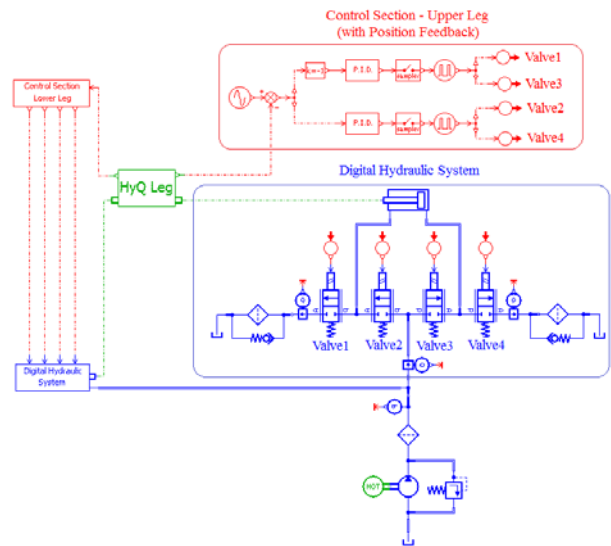 Control Section - Upper Leg
(with Position Feedback)
Valve1
P.I.D.
sampler
Valve3
Control Section
Lower Leg
Valve2
P.I.D.
sampler
Valve4
HyQ Leg
Digital Hydraulic System
Valve1
Valve2
Valve3
Valve4
Digital Hydraulic
System
MOT